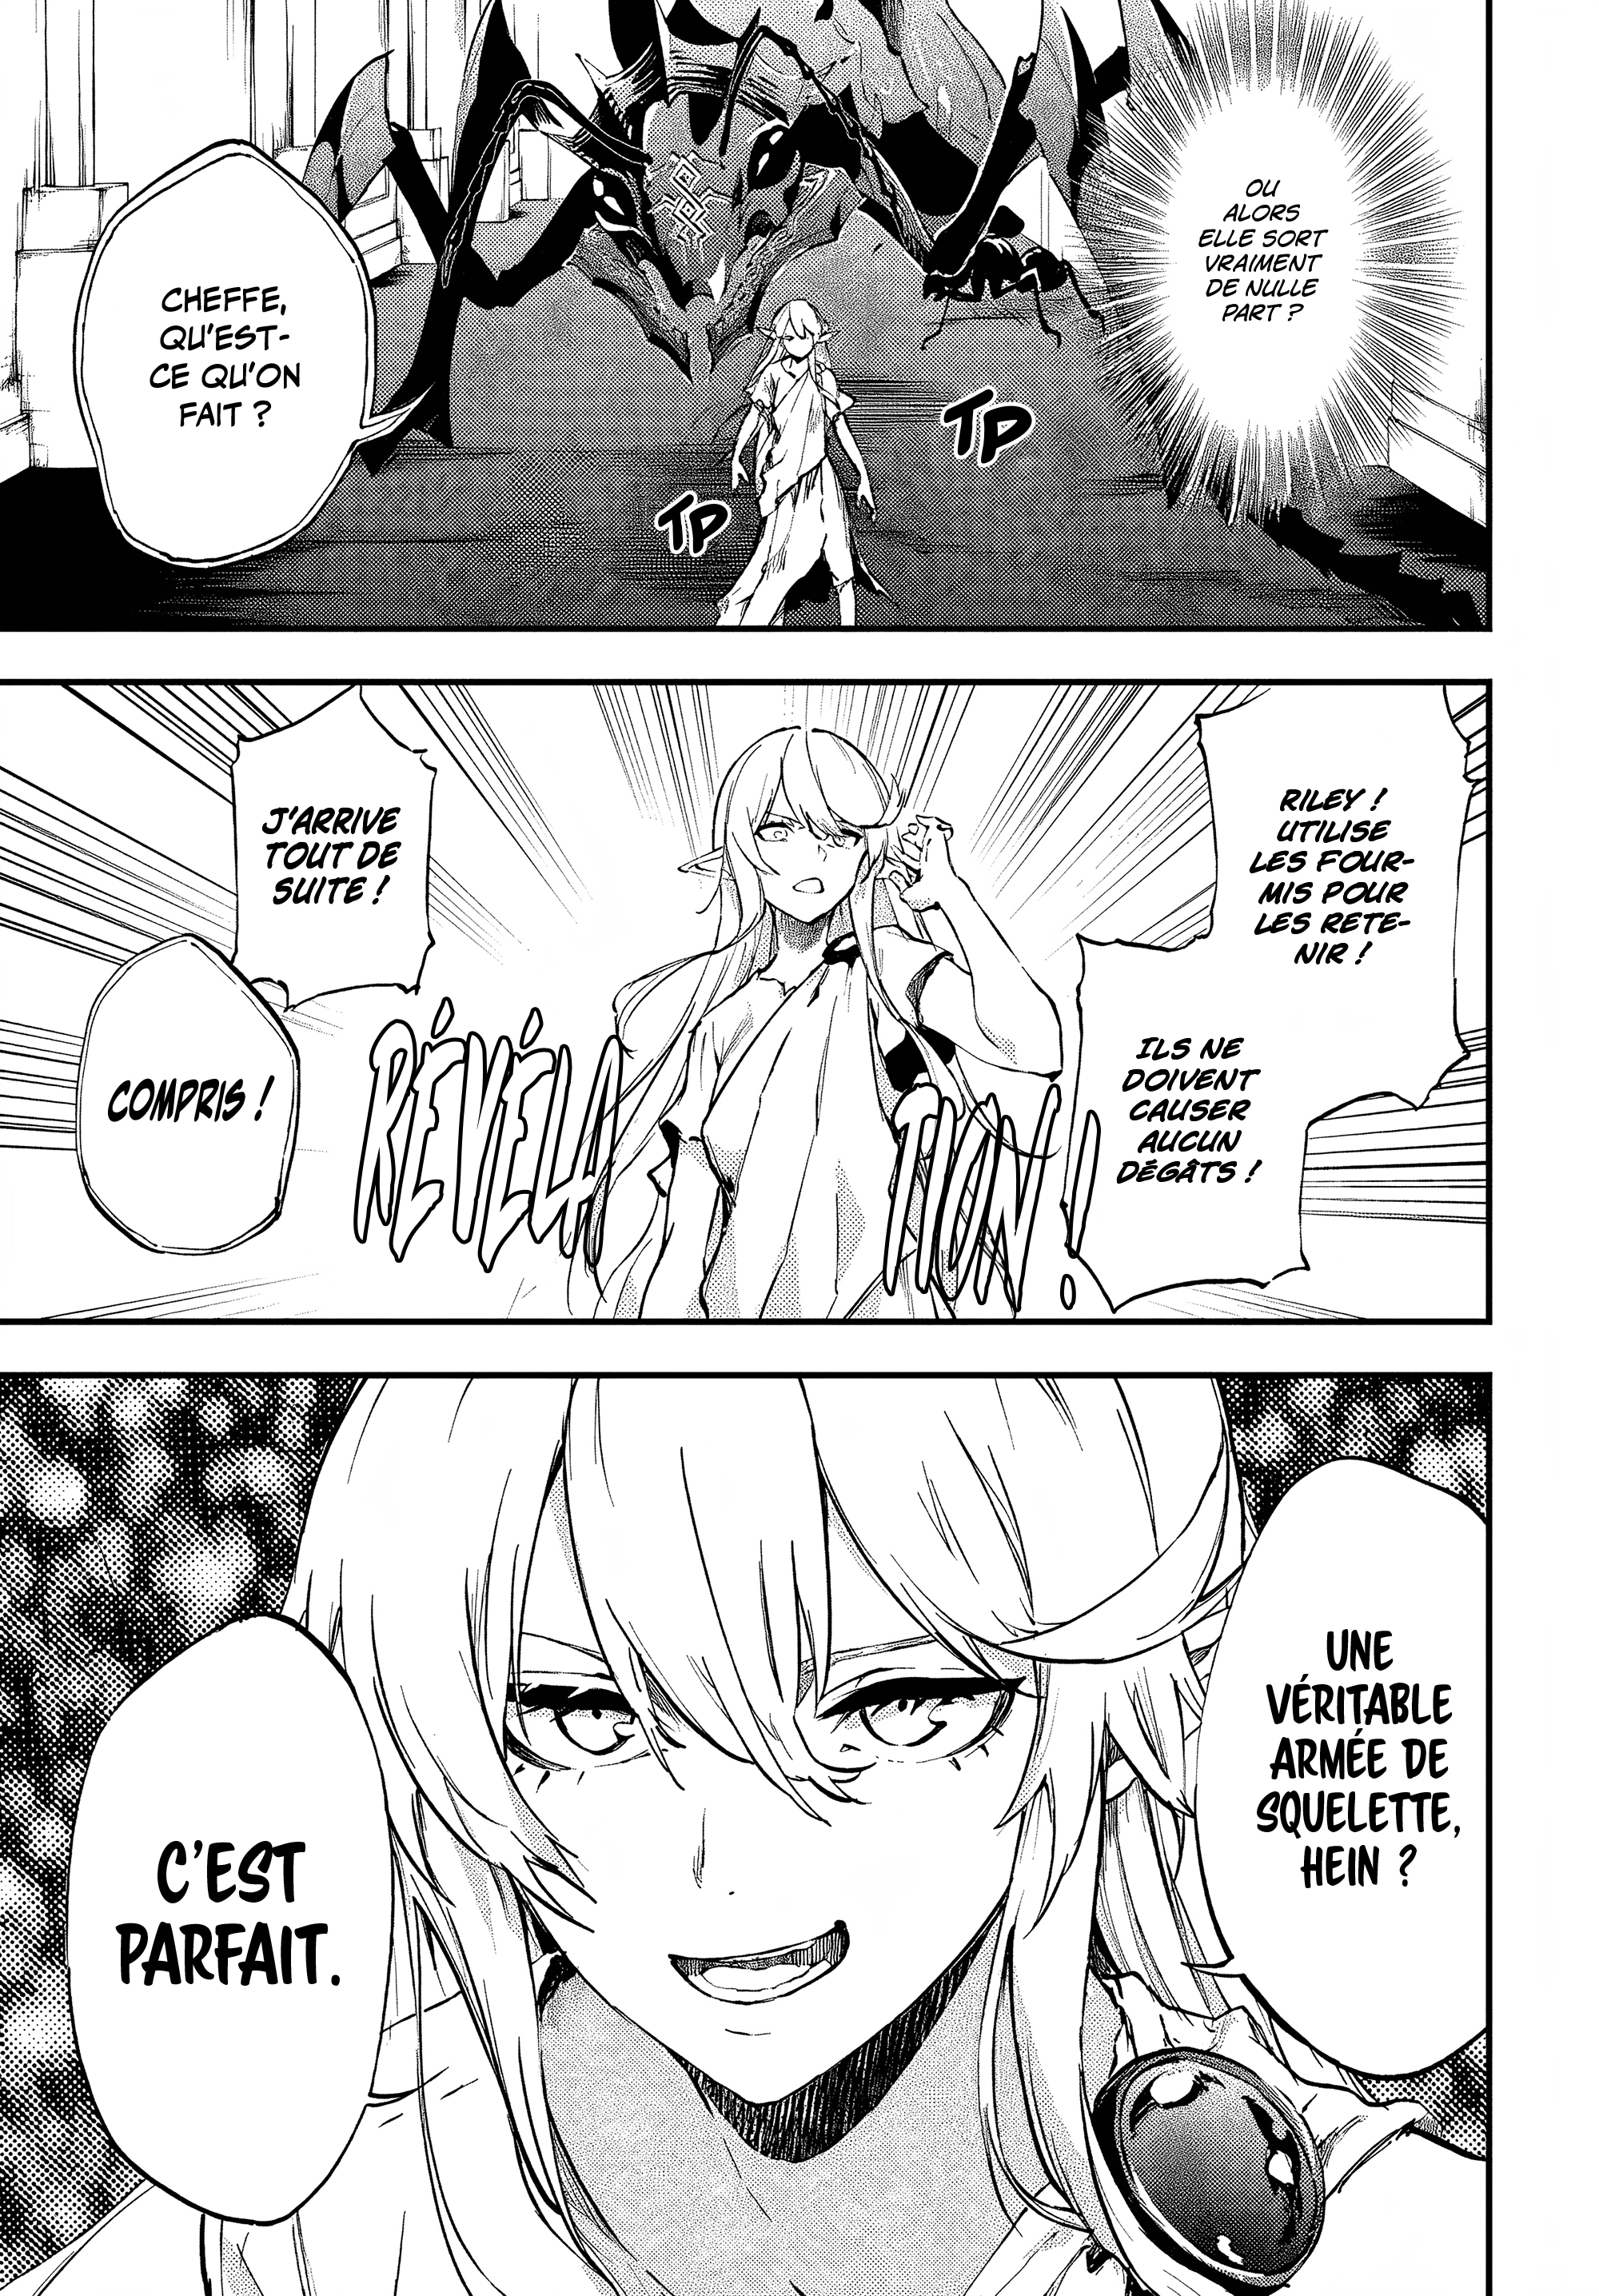 OU
ALORS
ELLE SORT
VRAIMENT
DE NULLE
PART ?
TP
TP
CHEFFE,
QU'EST-
CE QU'ON
FAIT ?
RILEY !
UTILISE
LES FOUR-
MIS POUR
LES RETE-
NIR !
ILS NE
DOIVENT
CAUSER
AUCUN
DÉGÂTS !
J'ARRIVE
TOUT DE
SUITE !
RÉVÉLATION !
COMPRIS !
UNE
VÉRITABLE
ARMÉE DE
SQUELETTE,
HEIN ?
C'EST
PARFAIT.